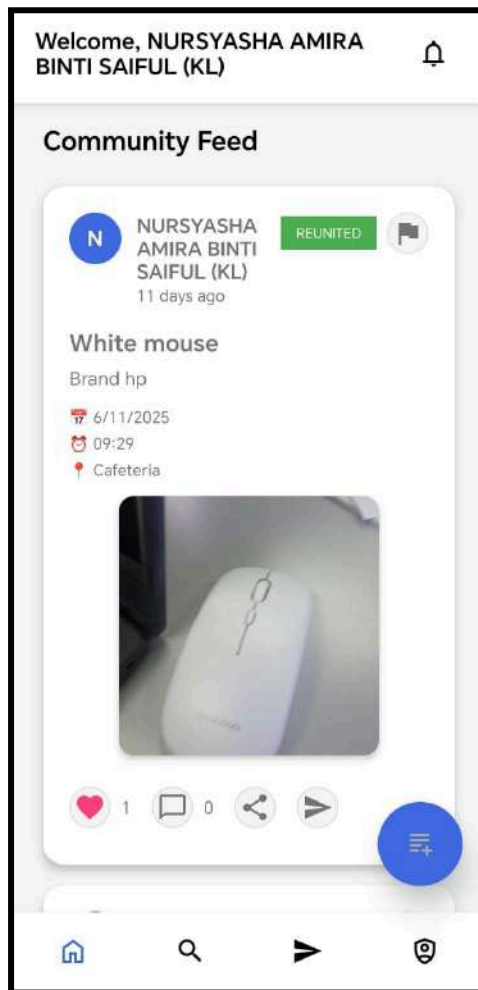 Welcome, NURSYASHA AMIRA
BINTI SAIFUL (KL)
Community Feed
N
NURSYASHA
AMIRA BINTI
SAIFUL (KL)
REUNITED
11 days ago
White mouse
Brand hp
6/11/2025
09:29
Cafeteria
1
0